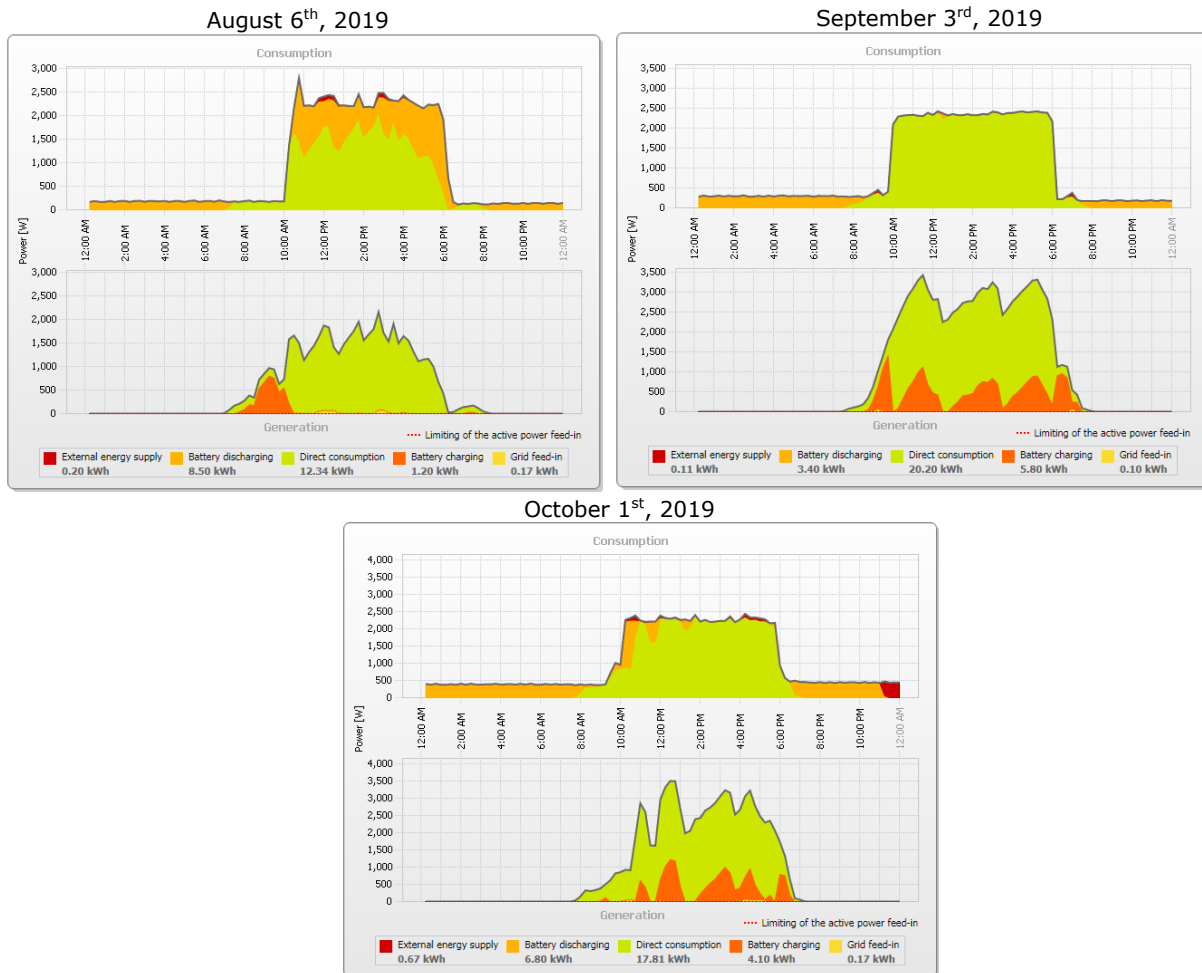 August 6th, 2019
Consumption
3,000
2,500
2,000
1,500
1,000
500
0
Power [W]
12:00 AM 2:00 AM 4:00 AM 6:00 AM 8:00 AM 10:00 AM 12:00 PM 2:00 PM 4:00 PM 6:00 PM 8:00 PM 10:00 PM 12:00 AM
3,000
2,500
2,000
1,500
1,000
500
0
Generation
Limiting of the active power feed-in
External energy supply Battery discharging Direct consumption Battery charging Grid feed-in
0.20 kWh 8.50 kWh 12.34 kWh 1.20 kWh 0.17 kWh
September 3rd, 2019
Consumption
3,500
3,000
2,500
2,000
1,500
1,000
500
0
Power [W]
12:00 AM 2:00 AM 4:00 AM 6:00 AM 8:00 AM 10:00 AM 12:00 PM 2:00 PM 4:00 PM 6:00 PM 8:00 PM 10:00 PM 12:00 AM
3,500
3,000
2,500
2,000
1,500
1,000
500
0
Generation
Limiting of the active power feed-in
External energy supply Battery discharging Direct consumption Battery charging Grid feed-in
0.11 kWh 3.40 kWh 20.20 kWh 5.80 kWh 0.10 kWh
October 1st, 2019
Consumption
4,000
3,500
3,000
2,500
2,000
1,500
1,000
500
0
Power [W]
12:00 AM 2:00 AM 4:00 AM 6:00 AM 8:00 AM 10:00 AM 12:00 PM 2:00 PM 4:00 PM 6:00 PM 8:00 PM 10:00 PM 12:00 AM
4,000
3,500
3,000
2,500
2,000
1,500
1,000
500
0
Generation
Limiting of the active power feed-in
External energy supply Battery discharging Direct consumption Battery charging Grid feed-in
0.67 kWh 6.80 kWh 17.81 kWh 4.10 kWh 0.17 kWh